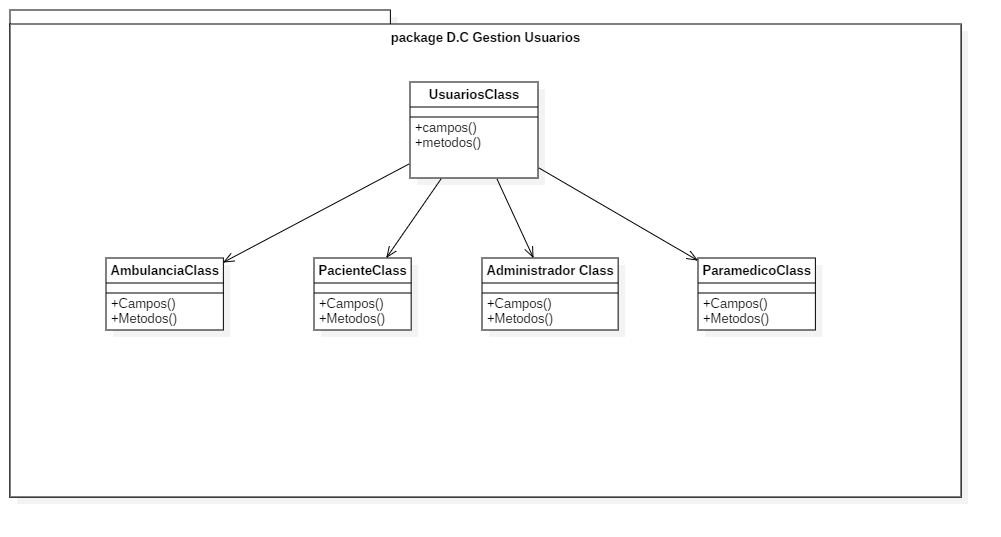 package D.C Gestion Usuarios
UsuariosClass
+campos()
+metodos()
AmbulanciaClass
+Campos()
+Metodos()
PacienteClass
+Campos()
+Metodos()
Administrador Class
+Campos()
+Metodos()
ParamedicoClass
+Campos()
+Metodos()